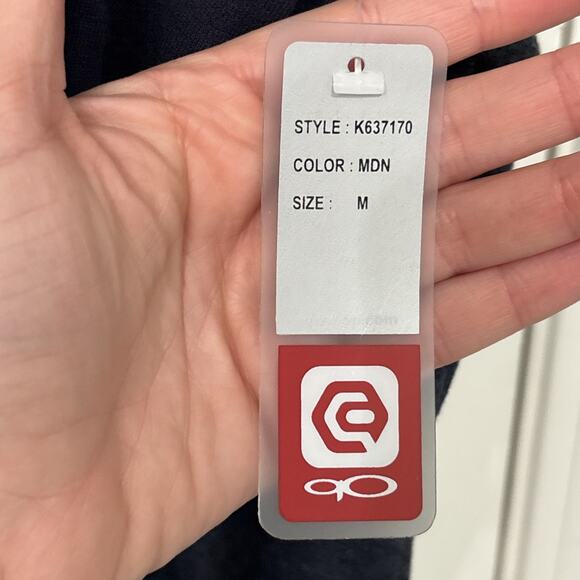 STYLE : K637170
COLOR : MDN
SIZE : M